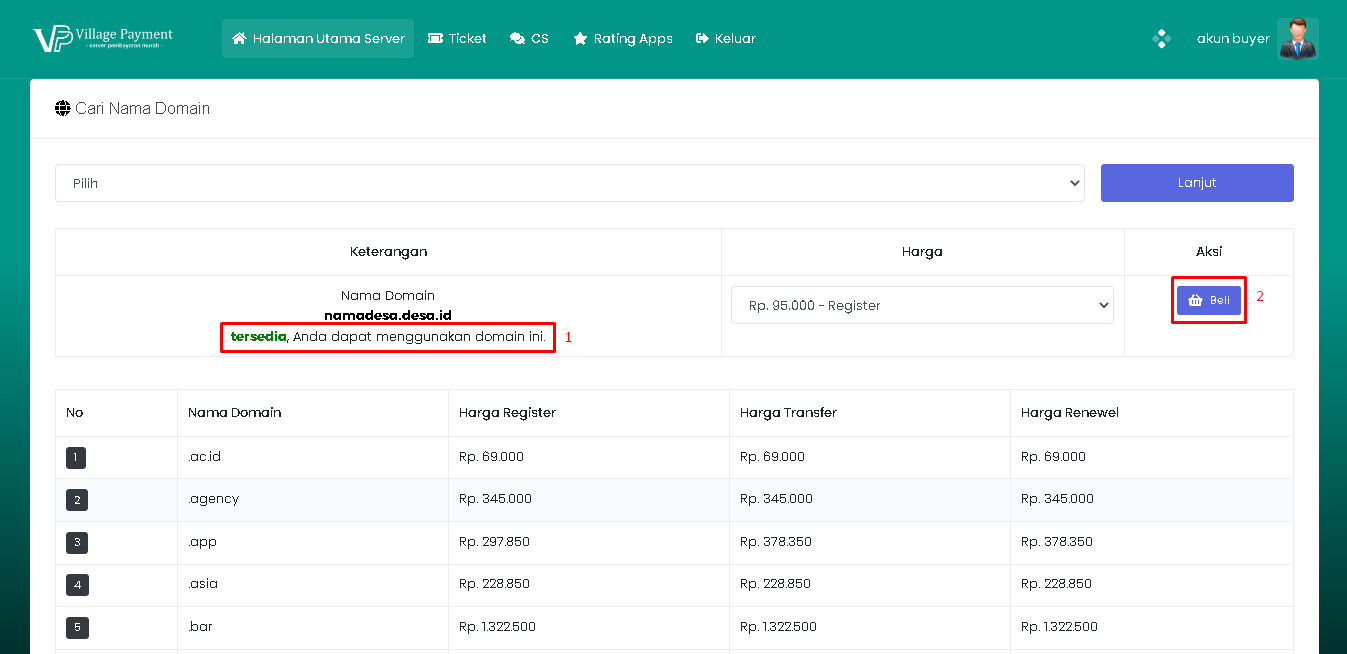 Village Payment
- server pembayaran murah -
Halaman Utama Server
Ticket
CS
Rating Apps
Keluar
akun buyer
Cari Nama Domain
Pilih
Lanjut
Keterangan Harga Aksi
Nama Domain
namadesa.desa.id
tersedia, Anda dapat menggunakan domain ini. 1
Rp. 95.000 - Register
Beli 2
No Nama Domain Harga Register Harga Transfer Harga Renewel
1 .ac.id Rp. 69.000 Rp. 69.000 Rp. 69.000
2 .agency Rp. 345.000 Rp. 345.000 Rp. 345.000
3 .app Rp. 297.850 Rp. 378.350 Rp. 378.350
4 .asia Rp. 228.850 Rp. 228.850 Rp. 228.850
5 .bar Rp. 1.322.500 Rp. 1.322.500 Rp. 1.322.500